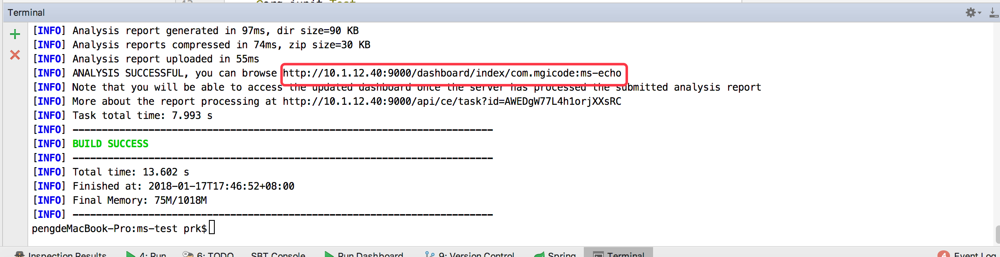 @org.junit.Test
Terminal
[INFO] Analysis report generated in 97ms, dir size=90 KB
[INFO] Analysis reports compressed in 74ms, zip size=30 KB
[INFO] Analysis report uploaded in 55ms
[INFO] ANALYSIS SUCCESSFUL, you can browse http://10.1.12.40:9000/dashboard/index/com.mgicode:ms-echo
[INFO] Note that you will be able to access the updated dashboard once the server has processed the submitted analysis report
[INFO] More about the report processing at http://10.1.12.40:9000/api/ce/task?id=AWEDgW77L4h1orjXXsRC
[INFO] Task total time: 7.993 s
[INFO] ------------------------------------------------------------------------
[INFO] BUILD SUCCESS
[INFO] ------------------------------------------------------------------------
[INFO] Total time: 13.602 s
[INFO] Finished at: 2018-01-17T17:46:52+08:00
[INFO] Final Memory: 75M/1018M
[INFO] ------------------------------------------------------------------------
pengdeMacBook-Pro:ms-test prk$
Inspection Results 4: Run 6: TODO SBT Console Run Dashboard 9: Version Control Spring Terminal 4 Event Log